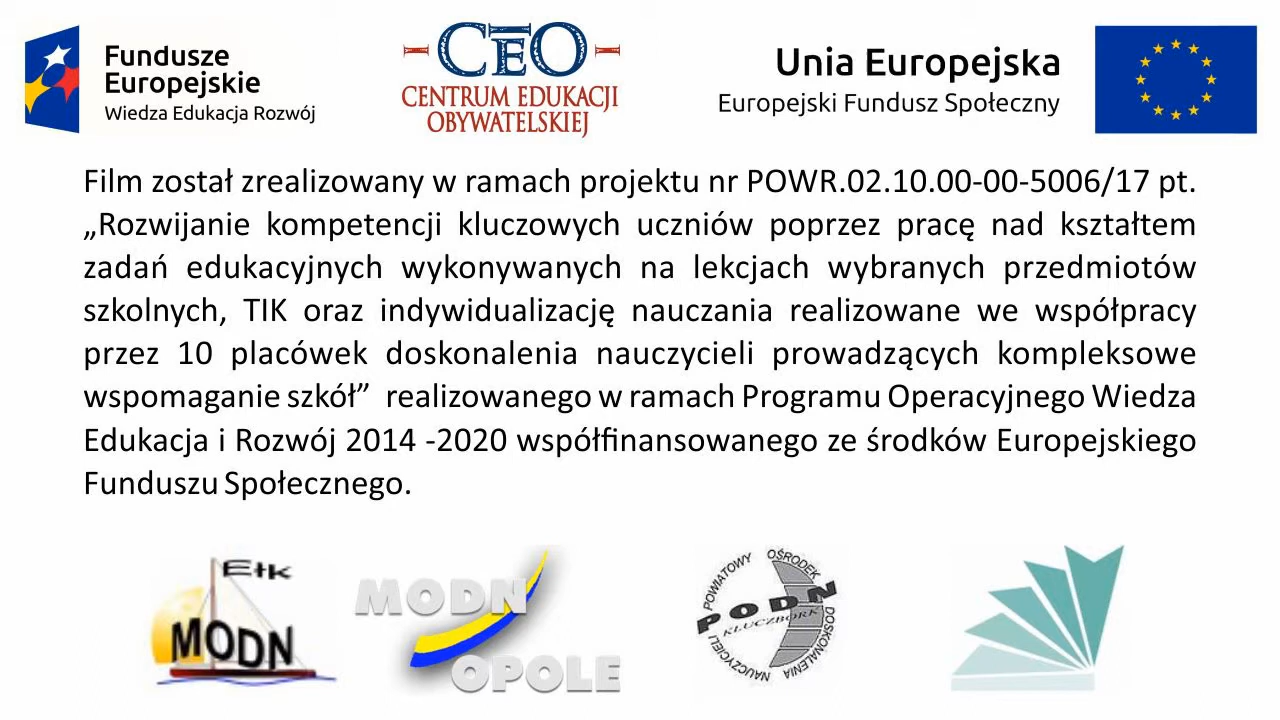 Fundusze
Europejskie
Wiedza Edukacja Rozwój
CEO
CENTRUM EDUKACJI
OBYWATELSKIEJ
Unia Europejska
Europejski Fundusz Społeczny
Film został zrealizowany w ramach projektu nr POWR.02.10.00-00-5006/17 pt.
„Rozwijanie kompetencji kluczowych uczniów poprzez pracę nad kształtem
zadań edukacyjnych wykonywanych na lekcjach wybranych przedmiotów
szkolnych, TIK oraz indywidualizację nauczania realizowane we współpracy
przez 10 placówek doskonalenia nauczycieli prowadzących kompleksowe
wspomaganie szkół” realizowanego w ramach Programu Operacyjnego Wiedza
Edukacja i Rozwój 2014 -2020 współfinansowanego ze środków Europejskiego
Funduszu Społecznego.
Ełk
MODN
MODN
OPOLE
POWIATOWY OŚRODEK
DOSKONALENIA
NAUCZYCIELI
PODN
KLUCZBORK